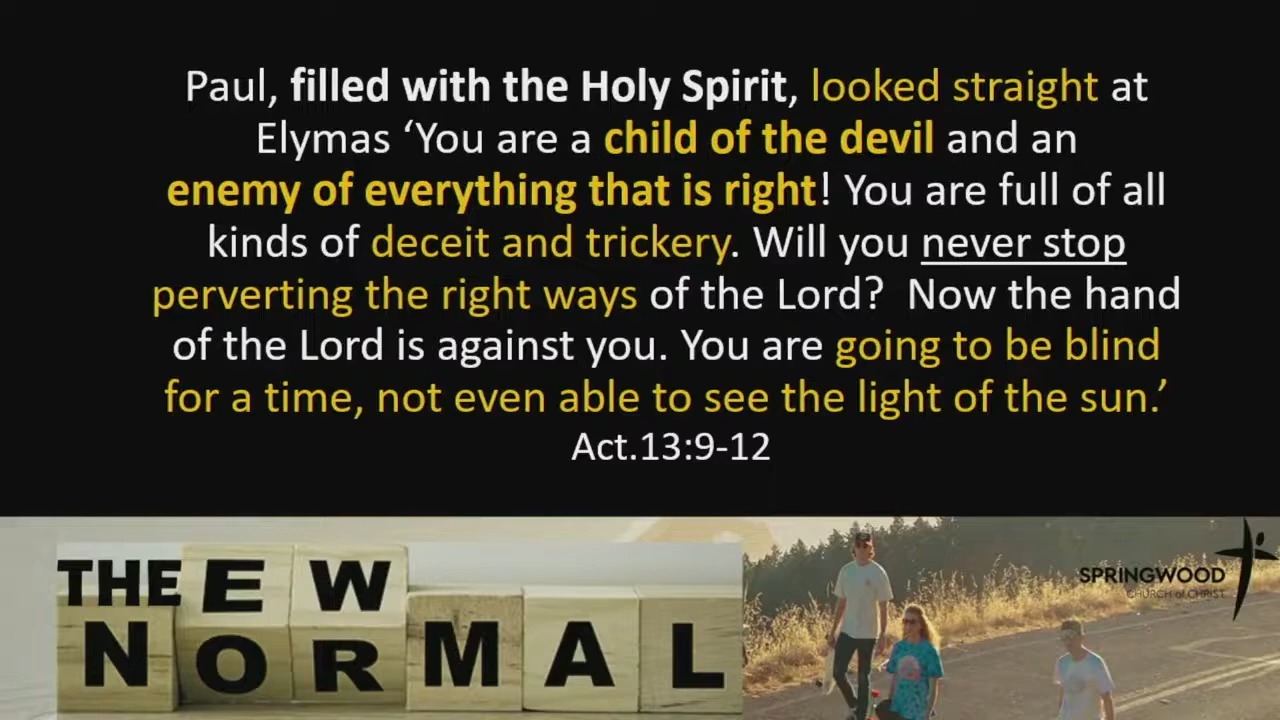 Paul, filled with the Holy Spirit, looked straight at
Elymas ‘You are a child of the devil and an
enemy of everything that is right! You are full of all
kinds of deceit and trickery. Will you never stop
perverting the right ways of the Lord?  Now the hand
of the Lord is against you. You are going to be blind
for a time, not even able to see the light of the sun.’
Act.13:9-12
THE EW
NORMAL
SPRINGWOOD
CHURCH of CHRIST